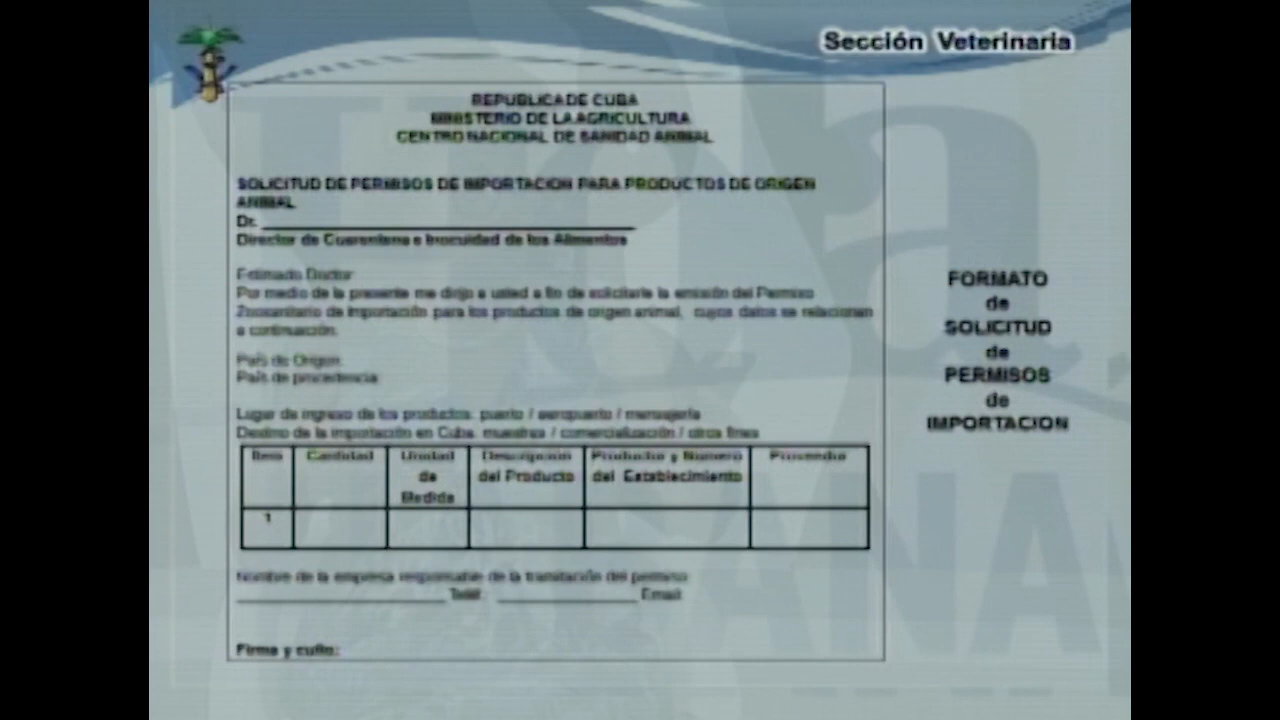 Sección Veterinaria
REPUBLICA DE CUBA
MINISTERIO DE LA AGRICULTURA
CENTRO NACIONAL DE SANIDAD ANIMAL
SOLICITUD DE PERMISOS DE IMPORTACION PARA PRODUCTOS DE ORIGEN
ANIMAL
Dr. ____________________
Director de Cuarentena e Inocuidad de los Alimentos
Estimado Doctor
Por medio de la presente me dirijo a usted a fin de solicitarle la emisión del Permiso
Zoosanitario de importación para los productos de origen animal, cuyos datos se relacionan
a continuación.
País de Origen:
País de procedencia:
Lugar de ingreso de los productos: puerto / aeropuerto / mensajería
Destino de la importación en Cuba: muestras / comercialización / otros fines
Item Cantidad Unidad de Medida Descripción del Producto Productor y Número del Establecimiento Proveedor
1
Nombre de la empresa responsable de la tramitación del permiso
____________________ Teléf: ____________ Email:
Firma y cuño:
FORMATO
de
SOLICITUD
de
PERMISOS
de
IMPORTACION